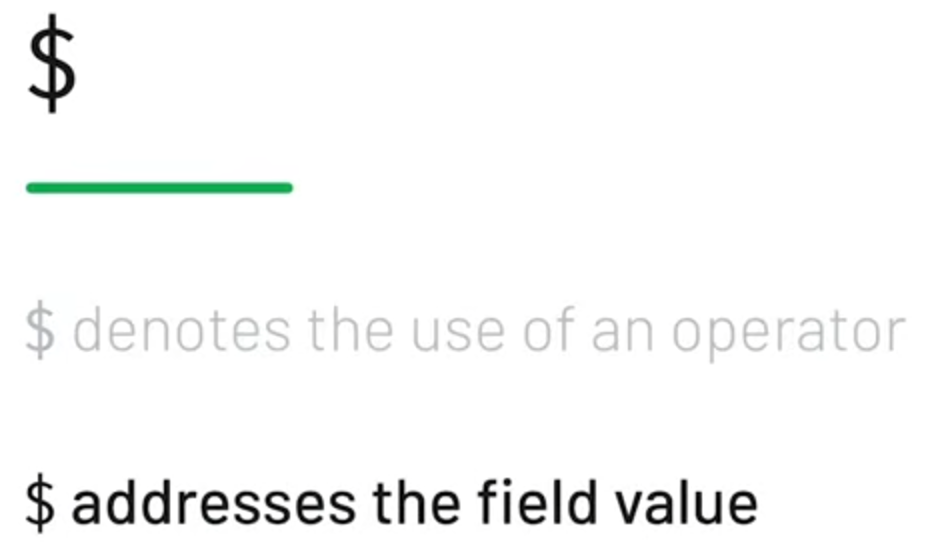 $
$ denotes the use of an operator
$ addresses the field value